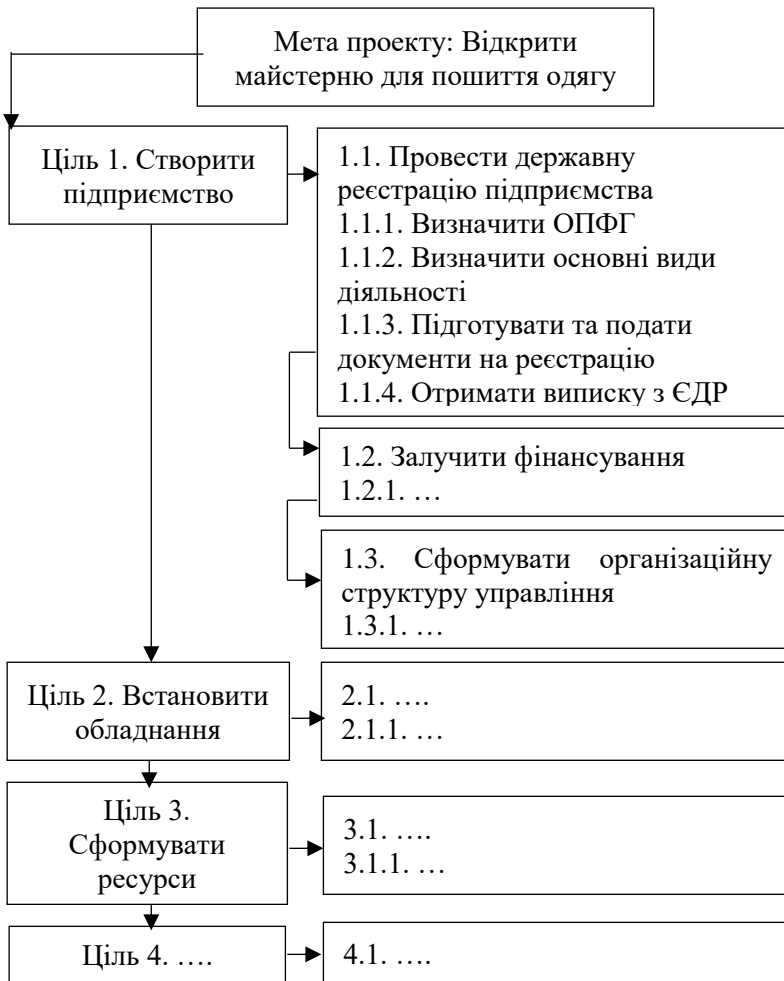 Мета проекту: Відкрити
майстерню для пошиття одягу
Ціль 1. Створити
підприємство
1.1. Провести державну
реєстрацію підприємства
1.1.1. Визначити ОПФГ
1.1.2. Визначити основні види
діяльності
1.1.3. Підготувати та подати
документи на реєстрацію
1.1.4. Отримати виписку з ЄДР
1.2. Залучити фінансування
1.2.1. …
1.3. Сформувати організаційну
структуру управління
1.3.1. …
Ціль 2. Встановити
обладнання
2.1. ….
2.1.1. …
Ціль 3.
Сформувати
ресурси
3.1. ….
3.1.1. …
Ціль 4. ….
4.1. ….